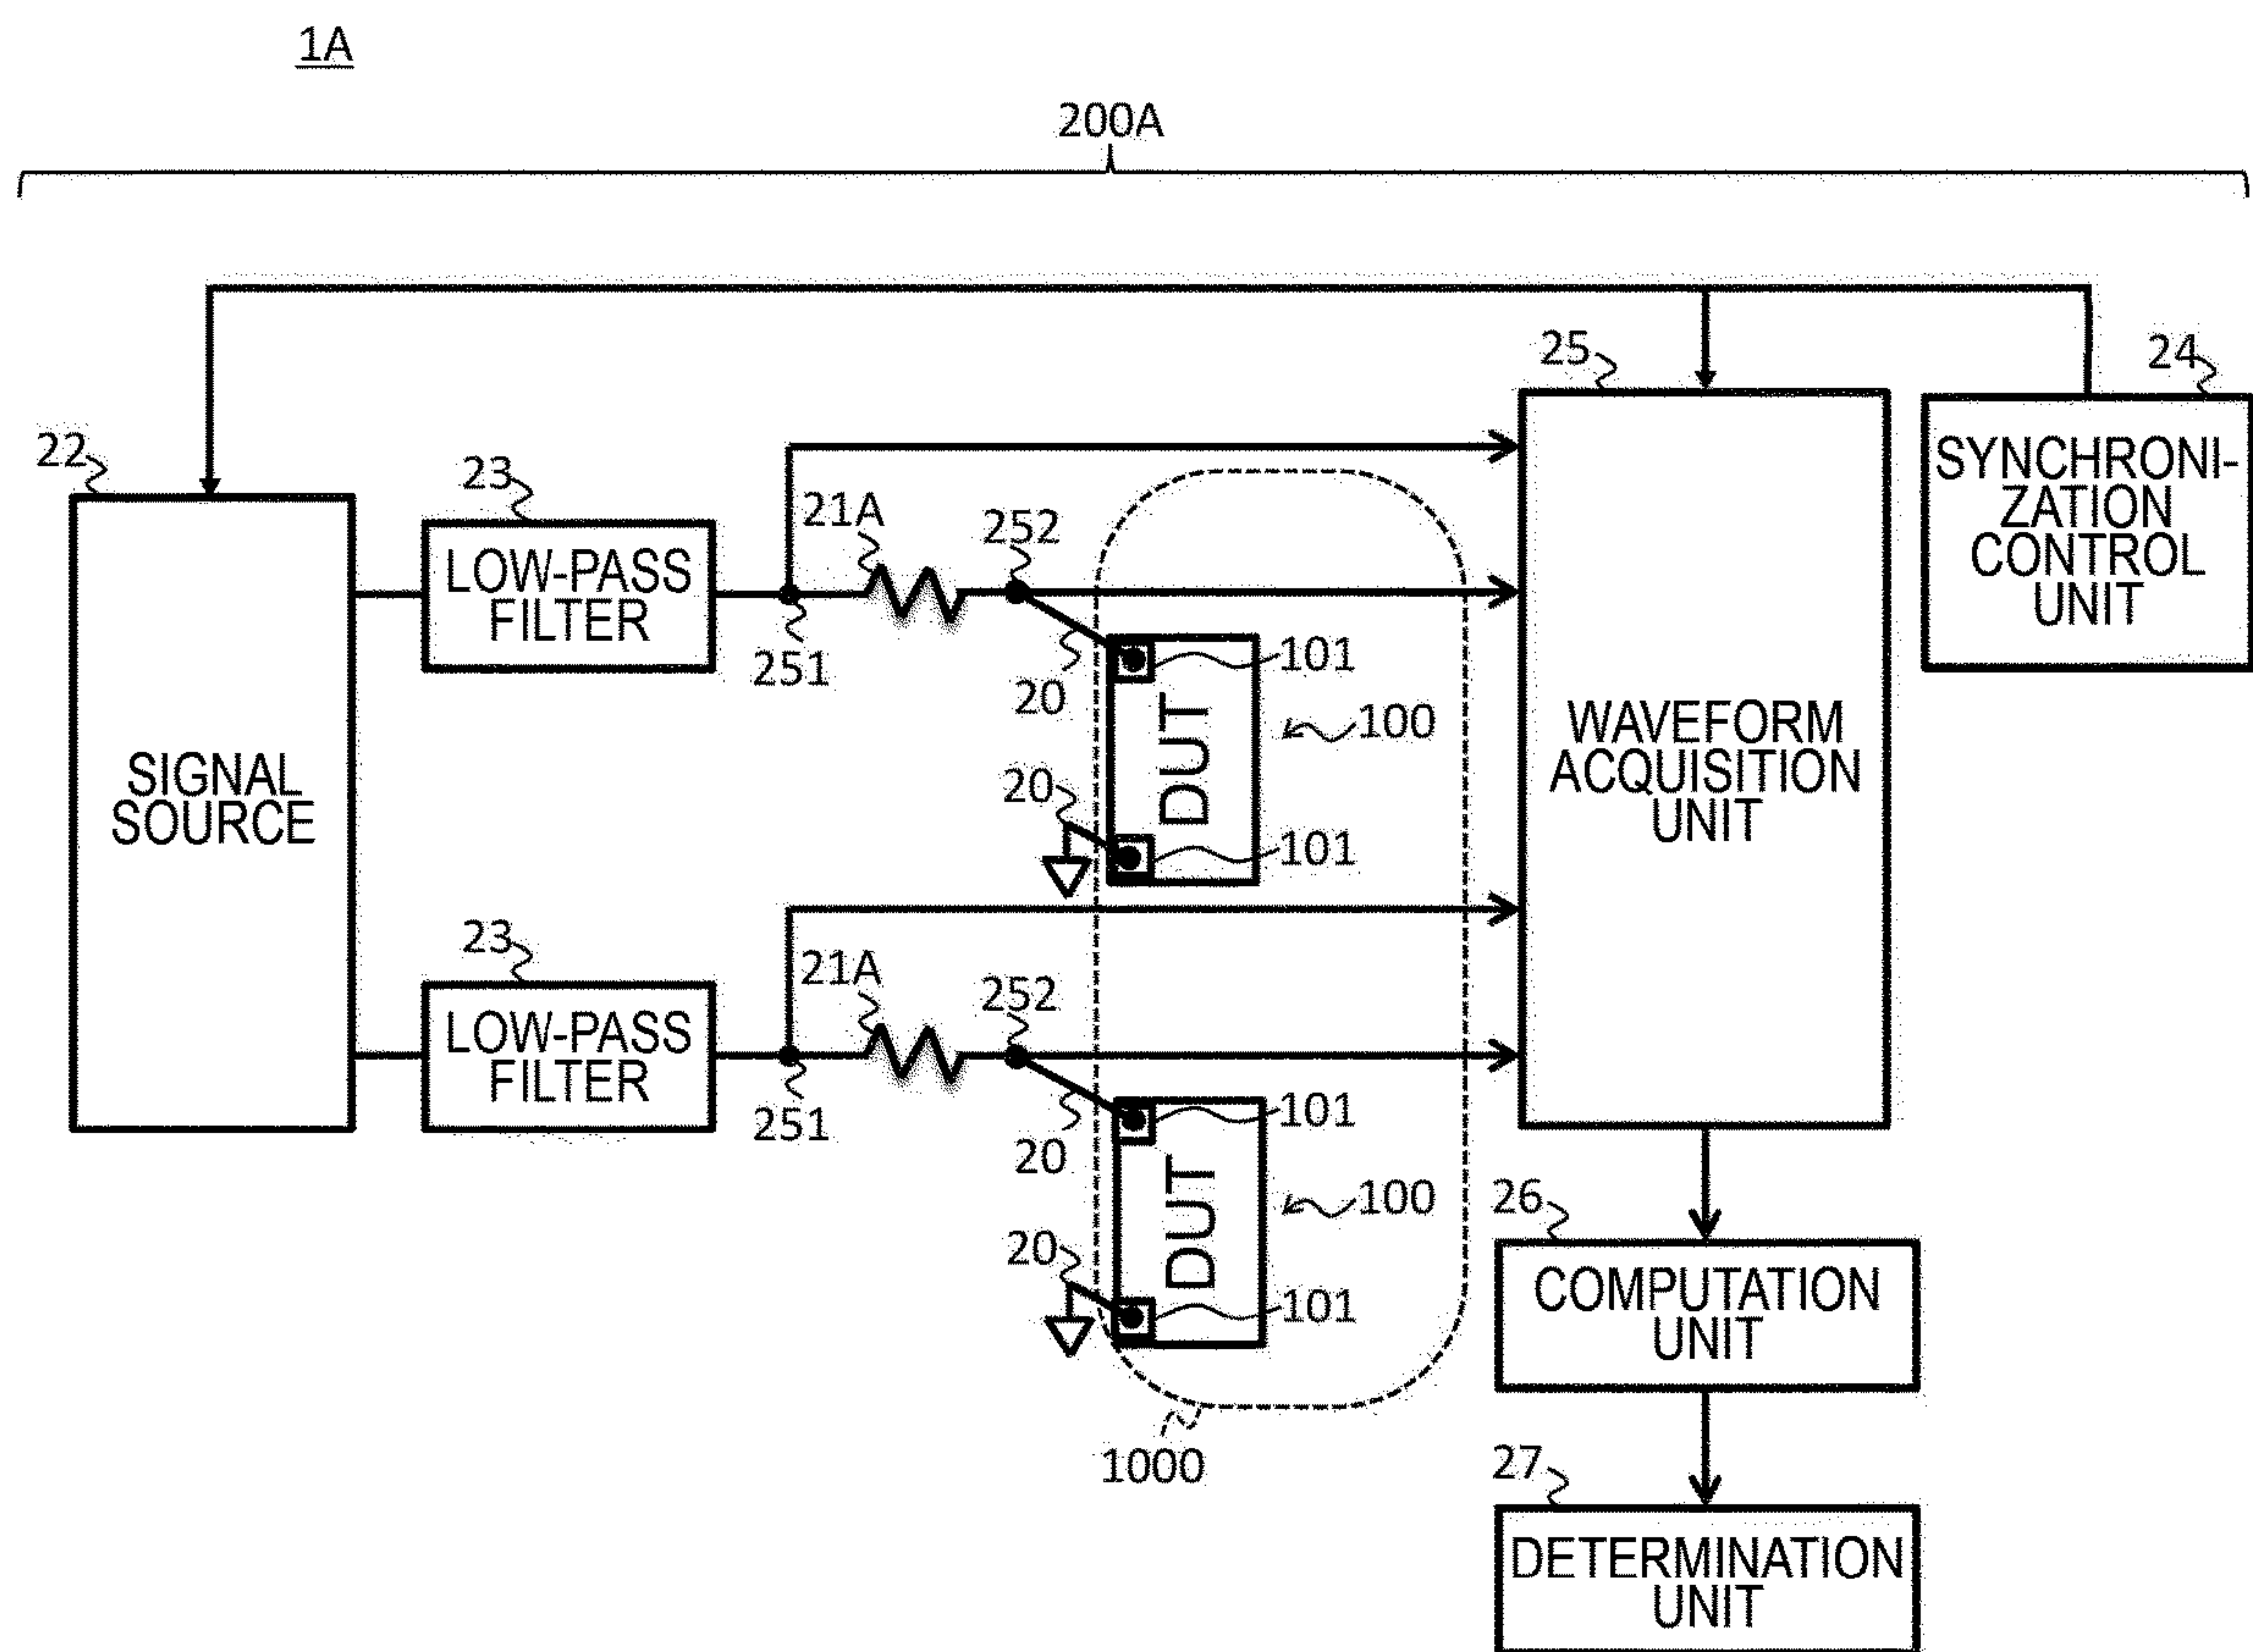 1A
200A
25
24
22
23
21A
252
SYNCHRONI-
ZATION
CONTROL
UNIT
LOW-PASS
FILTER
251
20
101
100
DUT
20
101
SIGNAL
SOURCE
WAVEFORM
ACQUISITION
UNIT
23
21A
252
LOW-PASS
FILTER
251
20
101
100
DUT
20
101
26
COMPUTATION
UNIT
1000
27
DETERMINATION
UNIT